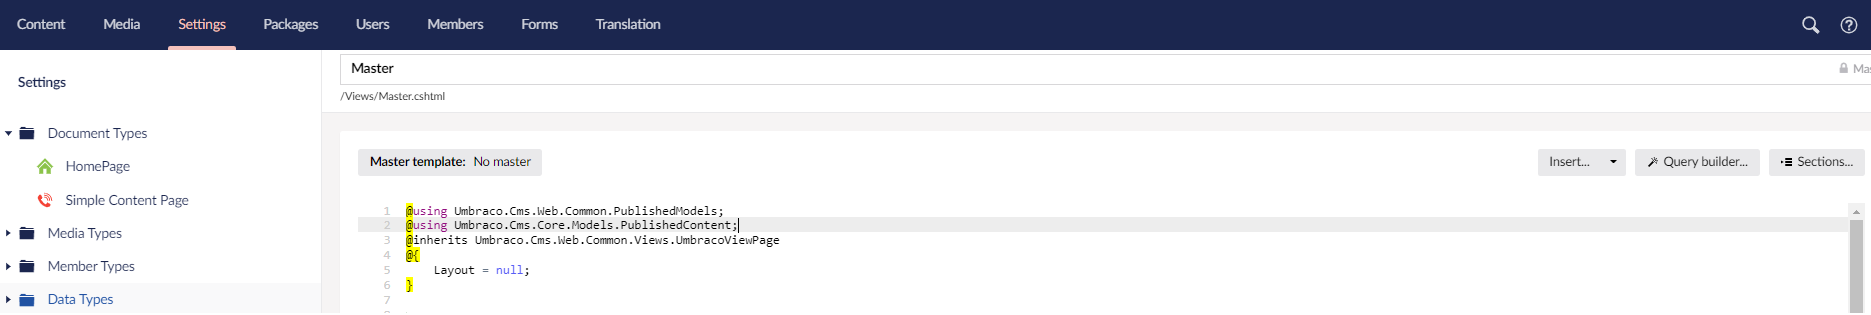 Content Media Settings Packages Users Members Forms Translation
Settings
Document Types
HomePage
Simple Content Page
Media Types
Member Types
Data Types
Master
/Views/Master.cshtml
Master template: No master
Insert... Query builder... Sections...
1 @using Umbraco.Cms.Web.Common.PublishedModels;
2 @using Umbraco.Cms.Core.Models.PublishedContent;
3 @inherits Umbraco.Cms.Web.Common.Views.UmbracoViewPage
4 @{
5 Layout = null;
6 }
7